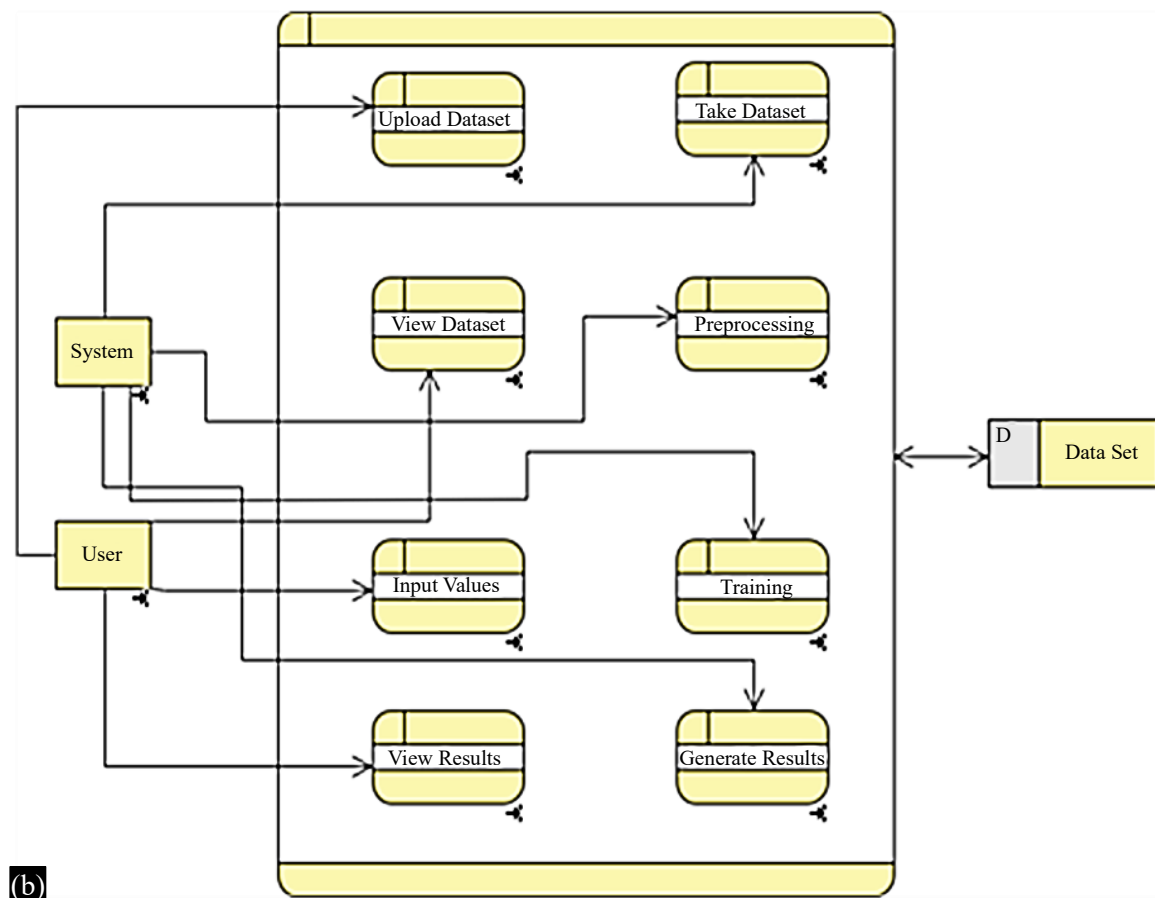 Upload Dataset
Take Dataset
System
View Dataset
Preprocessing
D
Data Set
User
Input Values
Training
View Results
Generate Results
(b)